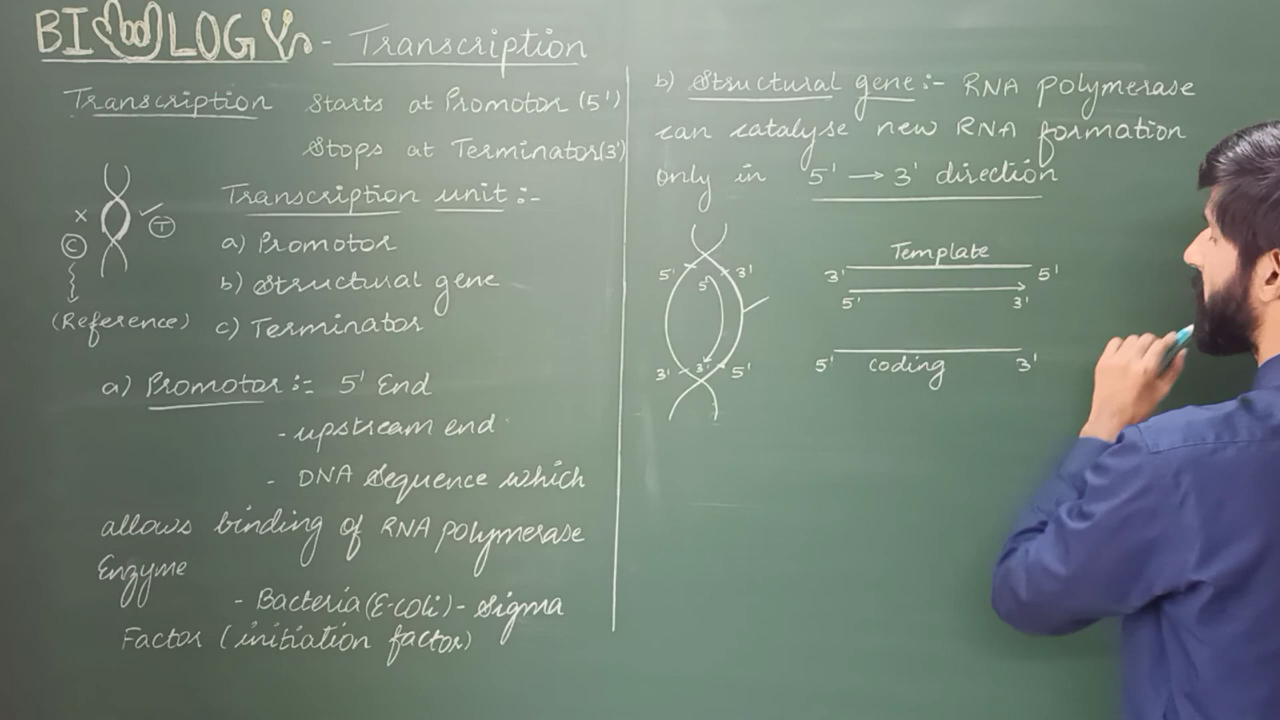 BIOLOGY - Transcription
Transcription starts at Promotor (5')
Stops at Terminator (3')
Transcription unit :-
x T
C
a) Promotor
b) Structural gene
(Reference) c) Terminator
a) Promotor :- 5' End
- upstream end
- DNA Sequence which
allows binding of RNA polymerase
Enzyme
- Bacteria (E-coli) - Sigma
Factor (initiation factor)
b) Structural gene :- RNA polymerase
can catalyse new RNA formation
only in 5' → 3' direction
5' 3'
5'
3'
3' 5'
Template
3' 5'
5' 3'
5' coding 3'